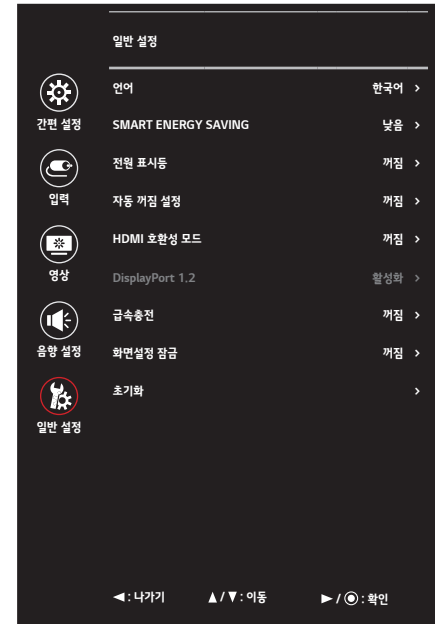 일반 설정
언어 한국어 >
간편 설정
SMART ENERGY SAVING 낮음 >
전원 표시등 꺼짐 >
입력
자동 꺼짐 설정 꺼짐 >
HDMI 호환성 모드 꺼짐 >
영상
DisplayPort 1.2 활성화 >
급속충전 꺼짐 >
음향 설정
화면설정 잠금 꺼짐 >
초기화 >
일반 설정
◄ : 나가기 ▲ / ▼ : 이동 ► / ◉ : 확인